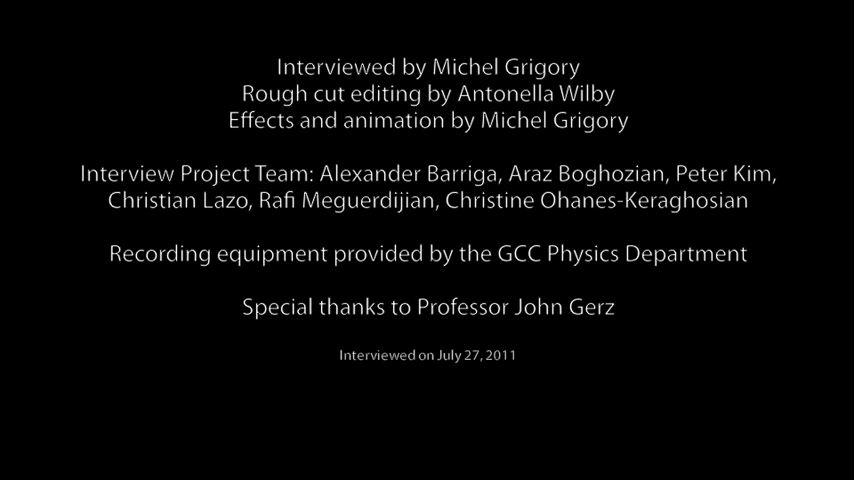 Interviewed by Michel Grigory
Rough cut editing by Antonella Wilby
Effects and animation by Michel Grigory
Interview Project Team: Alexander Barriga, Araz Boghozian, Peter Kim,
Christian Lazo, Rafi Meguerdijian, Christine Ohanes-Keraghosian
Recording equipment provided by the GCC Physics Department
Special thanks to Professor John Gerz
Interviewed on July 27, 2011